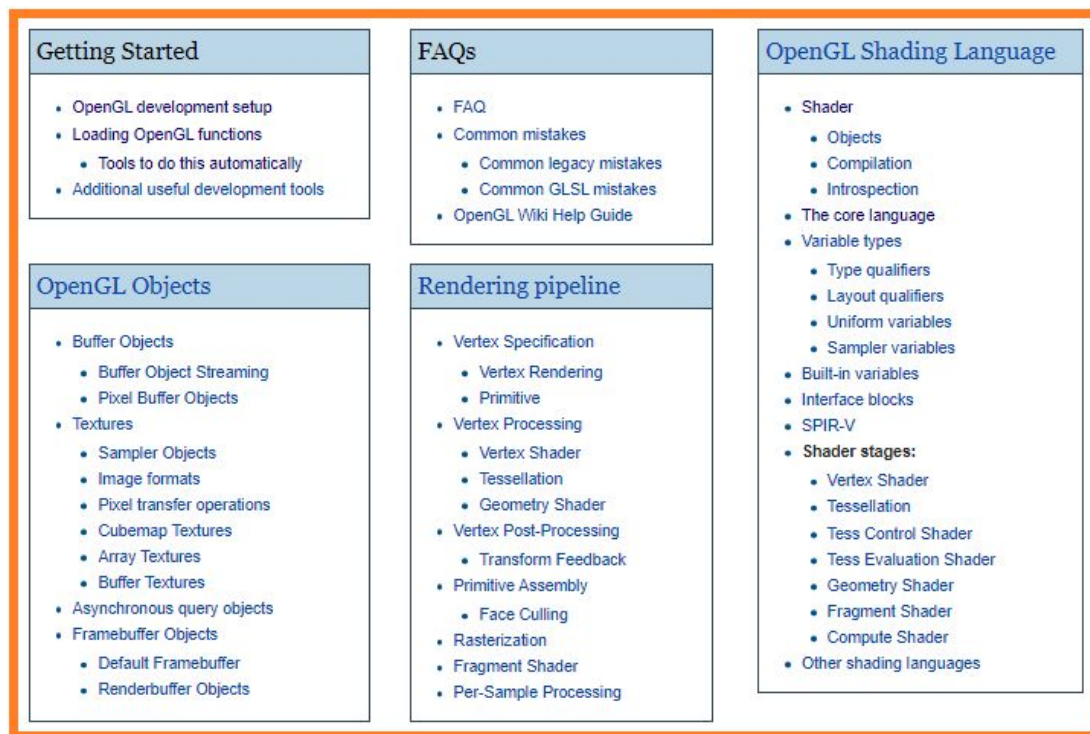 Getting Started
OpenGL development setup
Loading OpenGL functions
Tools to do this automatically
Additional useful development tools
FAQs
FAQ
Common mistakes
Common legacy mistakes
Common GLSL mistakes
OpenGL Wiki Help Guide
OpenGL Shading Language
Shader
Objects
Compilation
Introspection
The core language
Variable types
Type qualifiers
Layout qualifiers
Uniform variables
Sampler variables
Built-in variables
Interface blocks
SPIR-V
Shader stages:
Vertex Shader
Tessellation
Tess Control Shader
Tess Evaluation Shader
Geometry Shader
Fragment Shader
Compute Shader
Other shading languages
OpenGL Objects
Buffer Objects
Buffer Object Streaming
Pixel Buffer Objects
Textures
Sampler Objects
Image formats
Pixel transfer operations
Cubemap Textures
Array Textures
Buffer Textures
Asynchronous query objects
Framebuffer Objects
Default Framebuffer
Renderbuffer Objects
Rendering pipeline
Vertex Specification
Vertex Rendering
Primitive
Vertex Processing
Vertex Shader
Tessellation
Geometry Shader
Vertex Post-Processing
Transform Feedback
Primitive Assembly
Face Culling
Rasterization
Fragment Shader
Per-Sample Processing